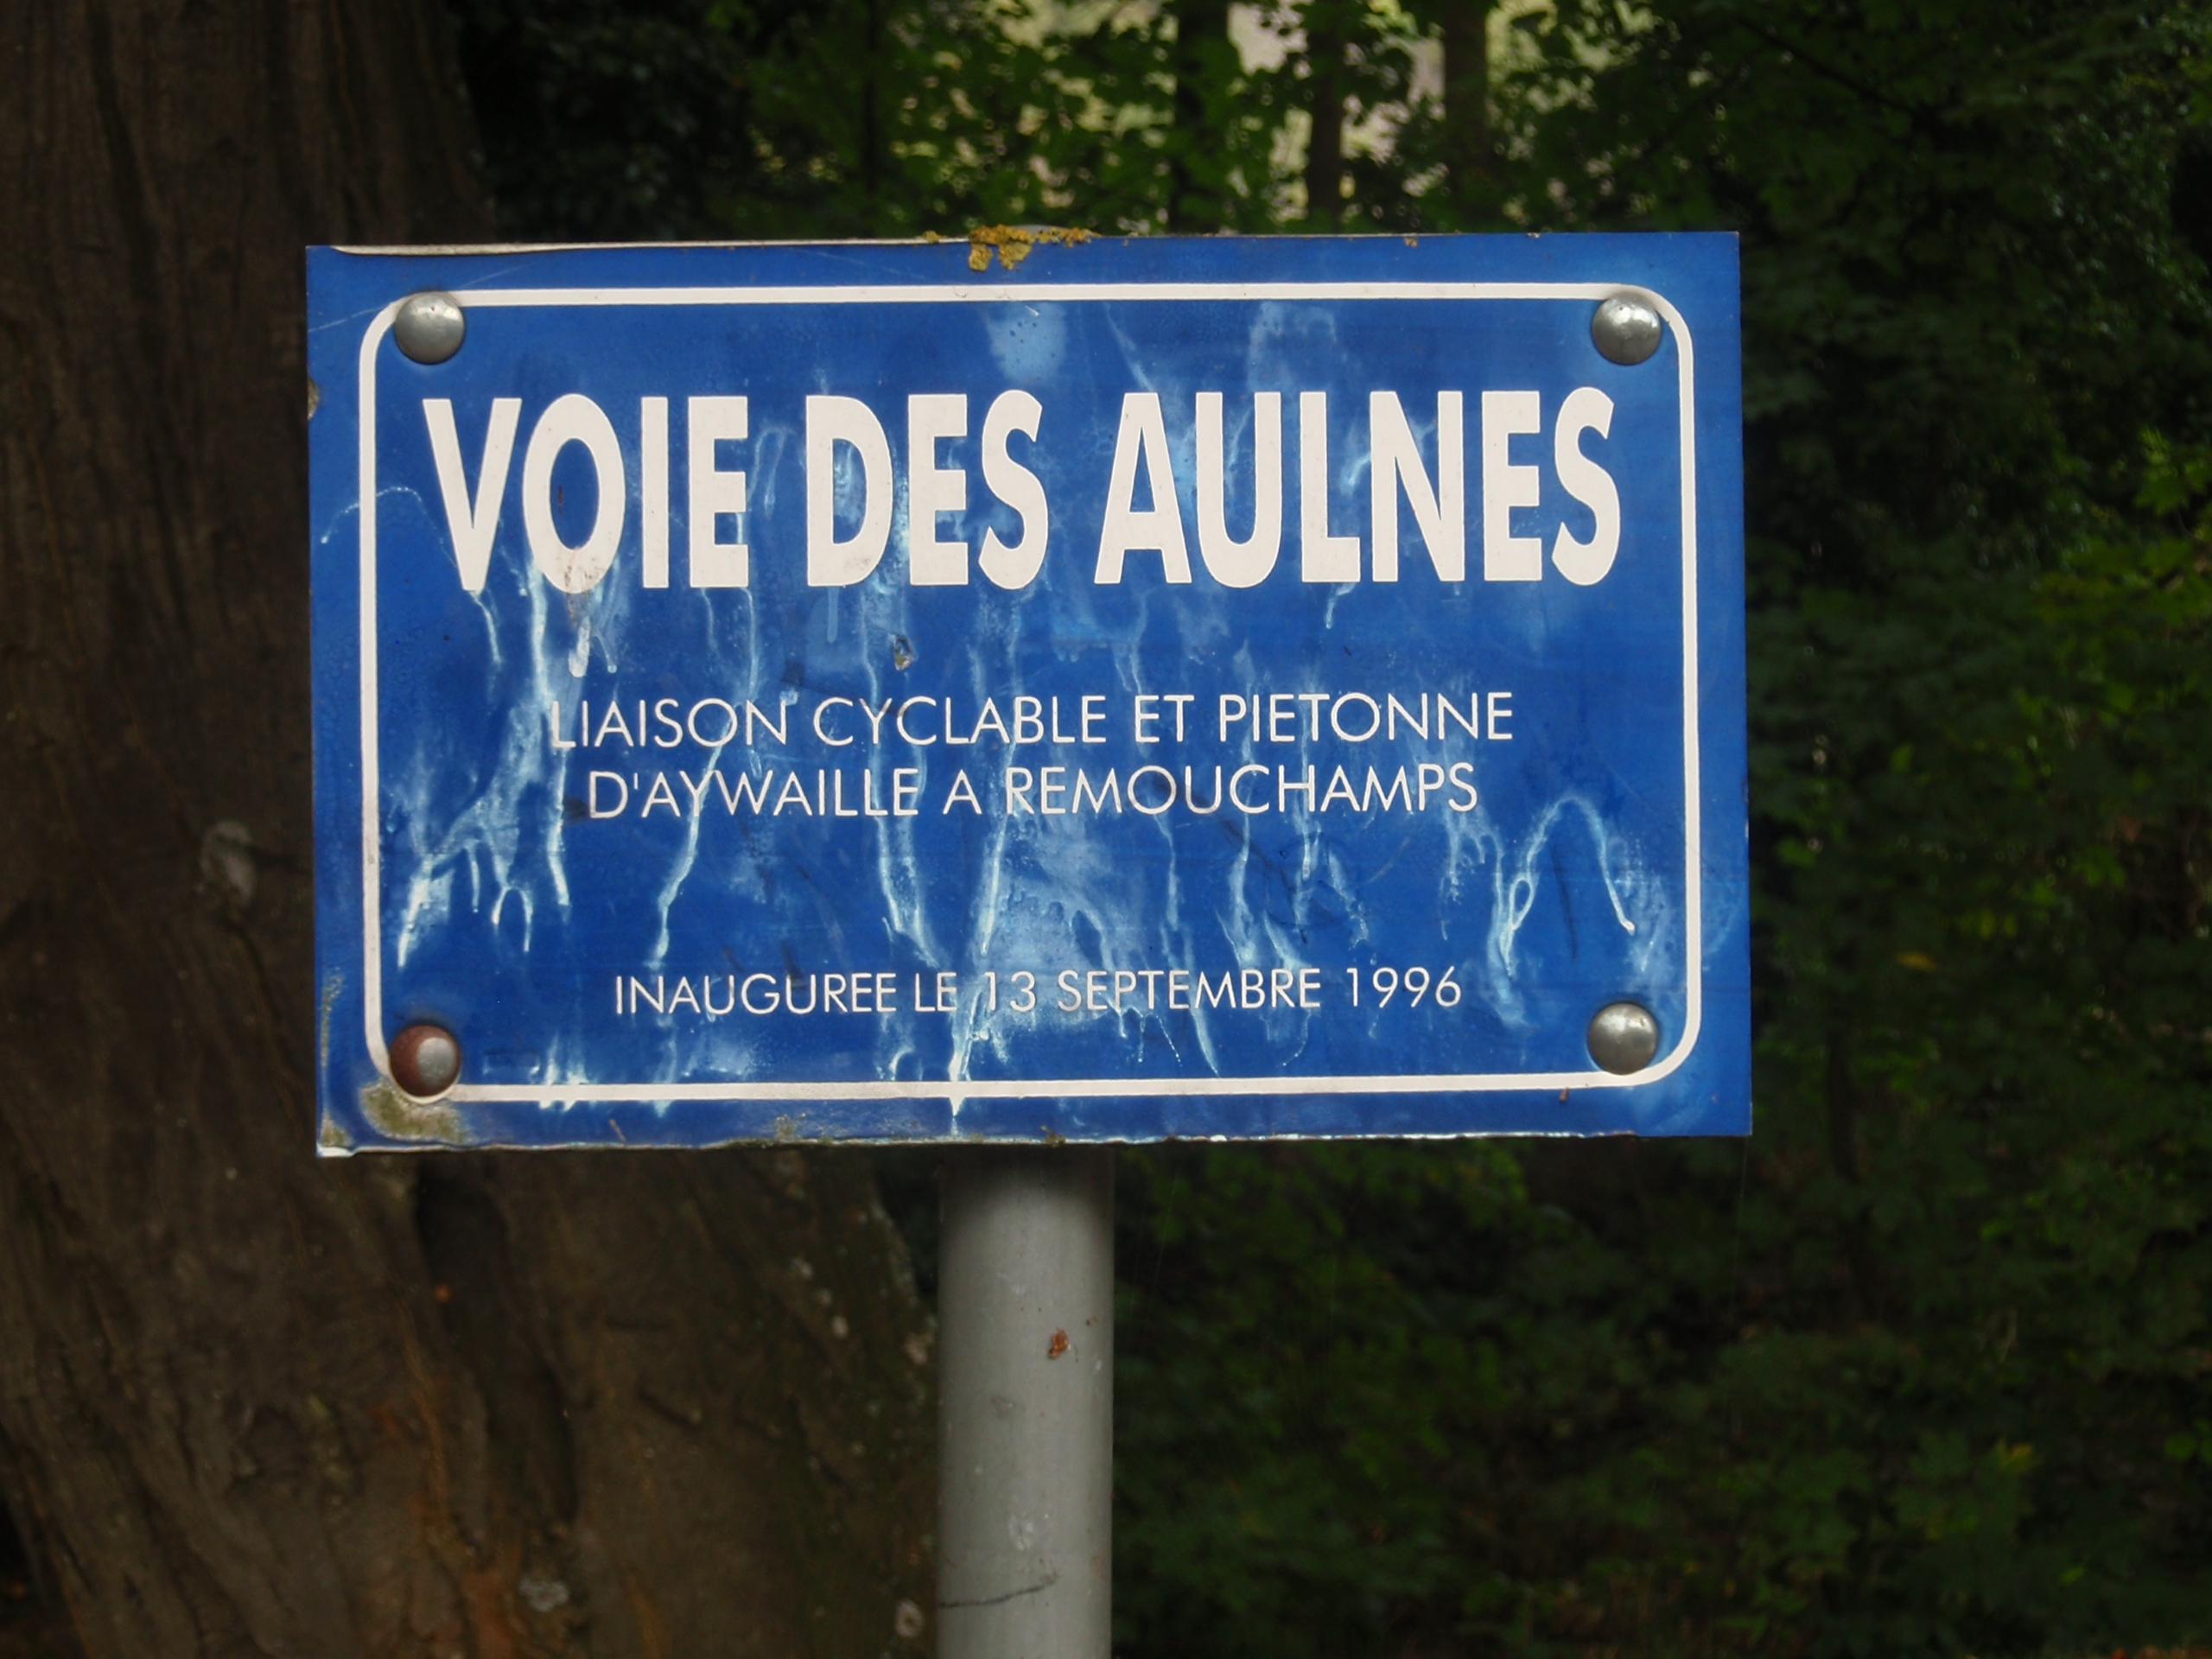 VOIE DES AULNES
LIAISON CYCLABLE ET PIETONNE
D'AYWAILLE A REMOUCHAMPS
INAUGUREE LE 13 SEPTEMBRE 1996